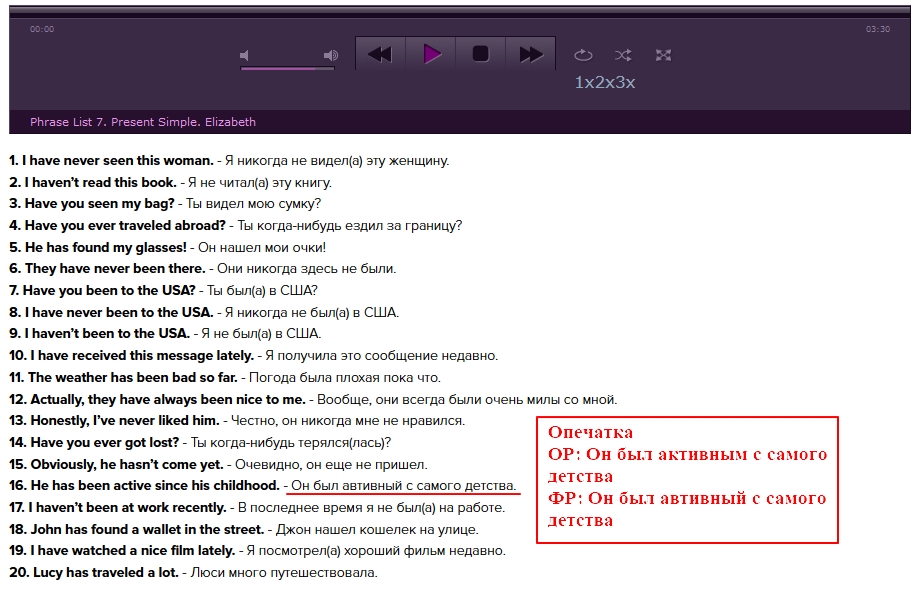 00:00
03:30
1x2x3x
Phrase List 7. Present Simple. Elizabeth
1. I have never seen this woman. - Я никогда не видел(а) эту женщину.
2. I haven't read this book. - Я не читал(а) эту книгу.
3. Have you seen my bag? - Ты видел мою сумку?
4. Have you ever traveled abroad? - Ты когда-нибудь ездил за границу?
5. He has found my glasses! - Он нашел мои очки!
6. They have never been there. - Они никогда здесь не были.
7. Have you been to the USA? - Ты был(а) в США?
8. I have never been to the USA. - Я никогда не был(а) в США.
9. I haven't been to the USA. - Я не был(а) в США.
10. I have received this message lately. - Я получила это сообщение недавно.
11. The weather has been bad so far. - Погода была плохая пока что.
12. Actually, they have always been nice to me. - Вообще, они всегда были очень милы со мной.
13. Honestly, I've never liked him. - Честно, он никогда мне не нравился.
14. Have you ever got lost? - Ты когда-нибудь терялся(лась)?
15. Obviously, he hasn't come yet. - Очевидно, он еще не пришел.
16. He has been active since his childhood. - Он был автивный с самого детства.
17. I haven't been at work recently. - В последнее время я не был(а) на работе.
18. John has found a wallet in the street. - Джон нашел кошелек на улице.
19. I have watched a nice film lately. - Я посмотрел(а) хороший фильм недавно.
20. Lucy has traveled a lot. - Люси много путешествовала.
Опечатка
ОР: Он был активным с самого
детства
ФР: Он был автивный с самого
детства